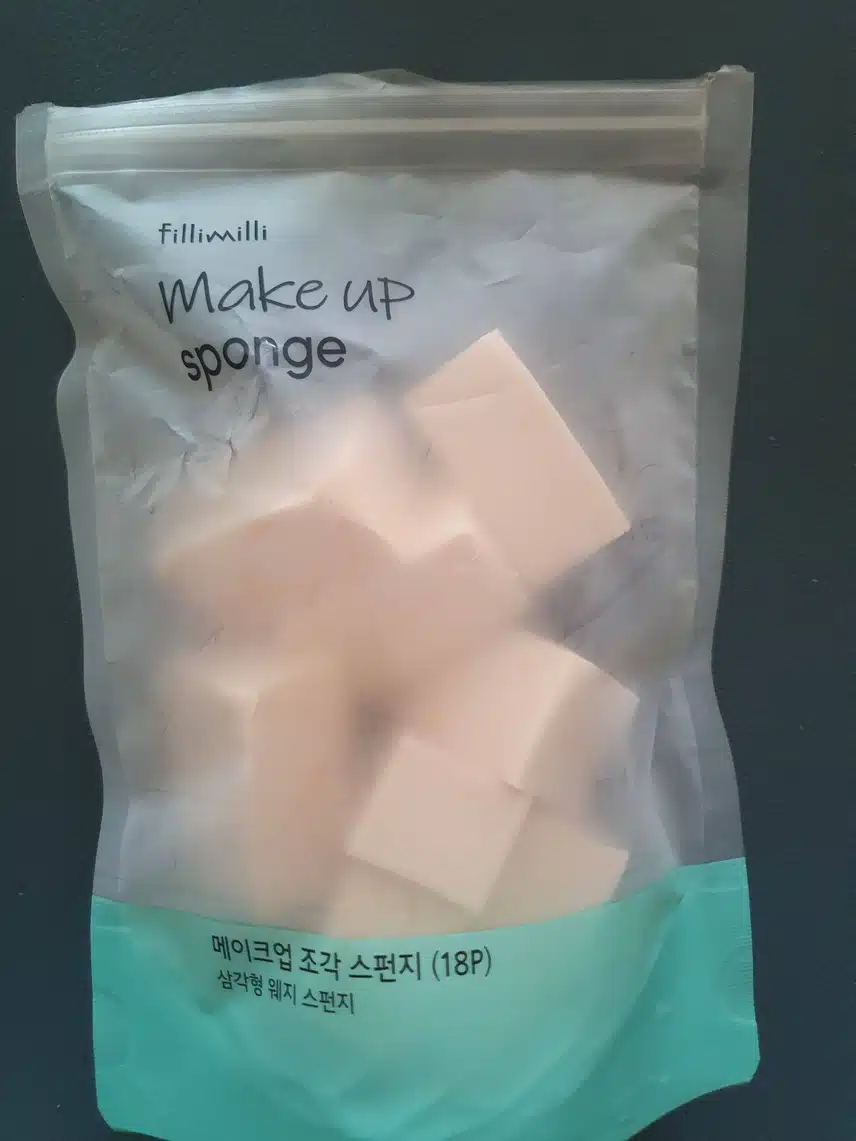 fillimilli
Make up
sponge
메이크업 조각 스펀지 (18P)
삼각형 웨지 스펀지